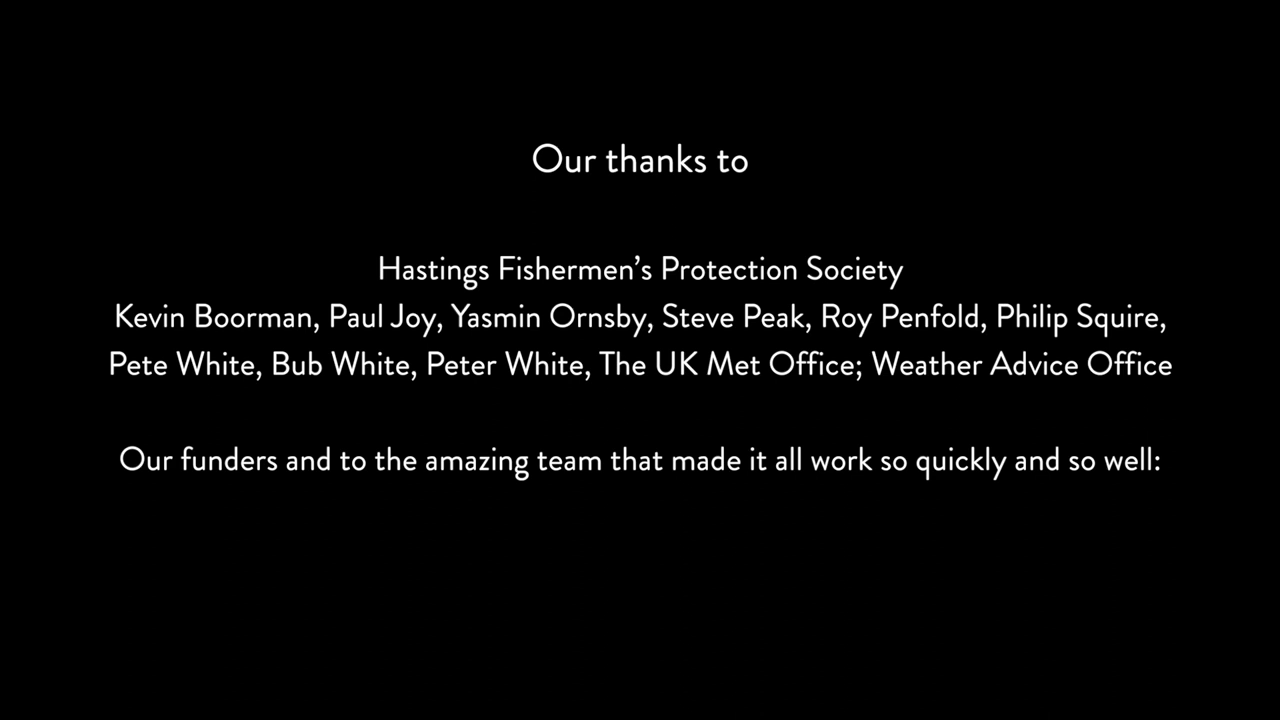 Our thanks to
Hastings Fishermen’s Protection Society
Kevin Boorman, Paul Joy, Yasmin Ornsby, Steve Peak, Roy Penfold, Philip Squire,
Pete White, Bub White, Peter White, The UK Met Office; Weather Advice Office
Our funders and to the amazing team that made it all work so quickly and so well: